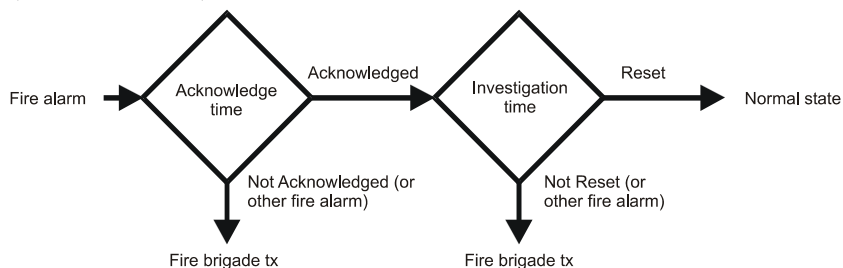 Fire alarm
Acknowledge
time
Acknowledged
Investigation
time
Reset
Normal state
Not Acknowledged (or
other fire alarm)
Not Reset (or
other fire alarm)
Fire brigade tx
Fire brigade tx